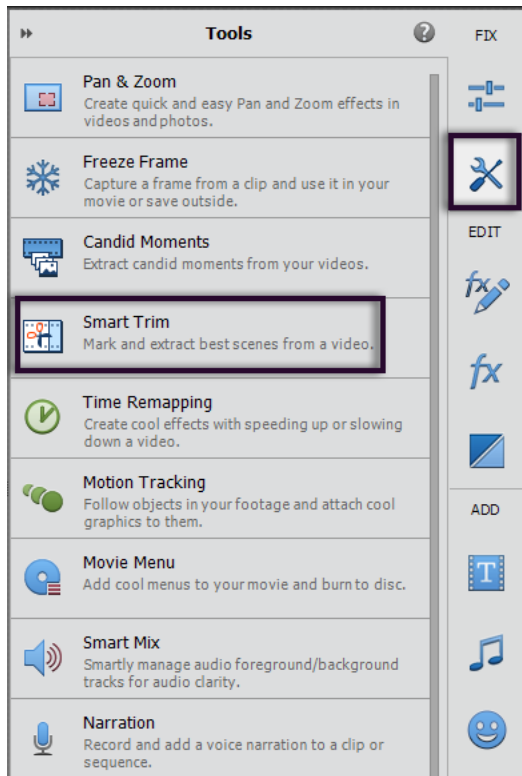 Tools
FIX
Pan & Zoom
Create quick and easy Pan and Zoom effects in
videos and photos.
Freeze Frame
Capture a frame from a clip and use it in your
movie or save outside.
EDIT
Candid Moments
Extract candid moments from your videos.
Smart Trim
Mark and extract best scenes from a video.
Time Remapping
Create cool effects with speeding up or slowing
down a video.
Motion Tracking
Follow objects in your footage and attach cool
graphics to them.
ADD
Movie Menu
Add cool menus to your movie and burn to disc.
Smart Mix
Smartly manage audio foreground/background
tracks for audio clarity.
Narration
Record and add a voice narration to a clip or
sequence.
fx
fx
T